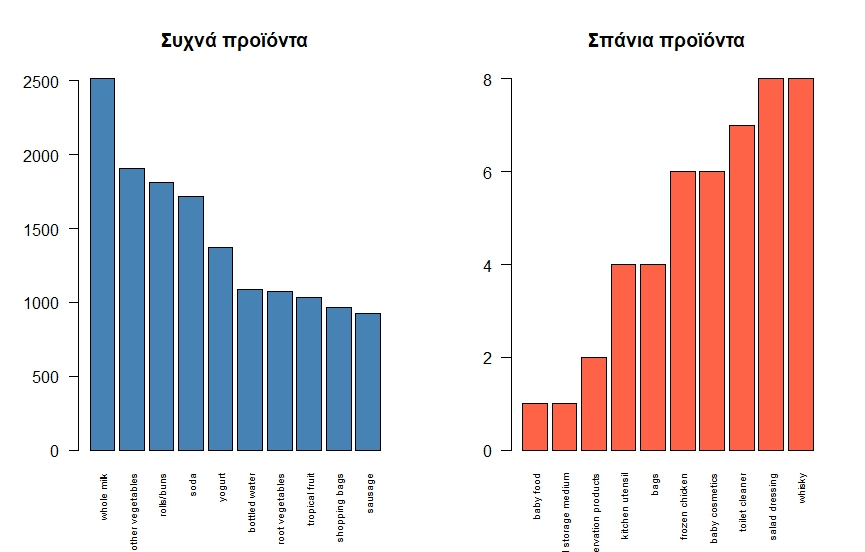 Συχνά προϊόντα
2500
2000
1500
1000
500
0
whole milk
other vegetables
rolls/buns
soda
yogurt
bottled water
root vegetables
tropical fruit
shopping bags
sausage
Σπάνια προϊόντα
8
6
4
2
0
baby food
storage medium
products
kitchen utensil
bags
frozen chicken
baby cosmetics
toilet cleaner
salad dressing
whisky